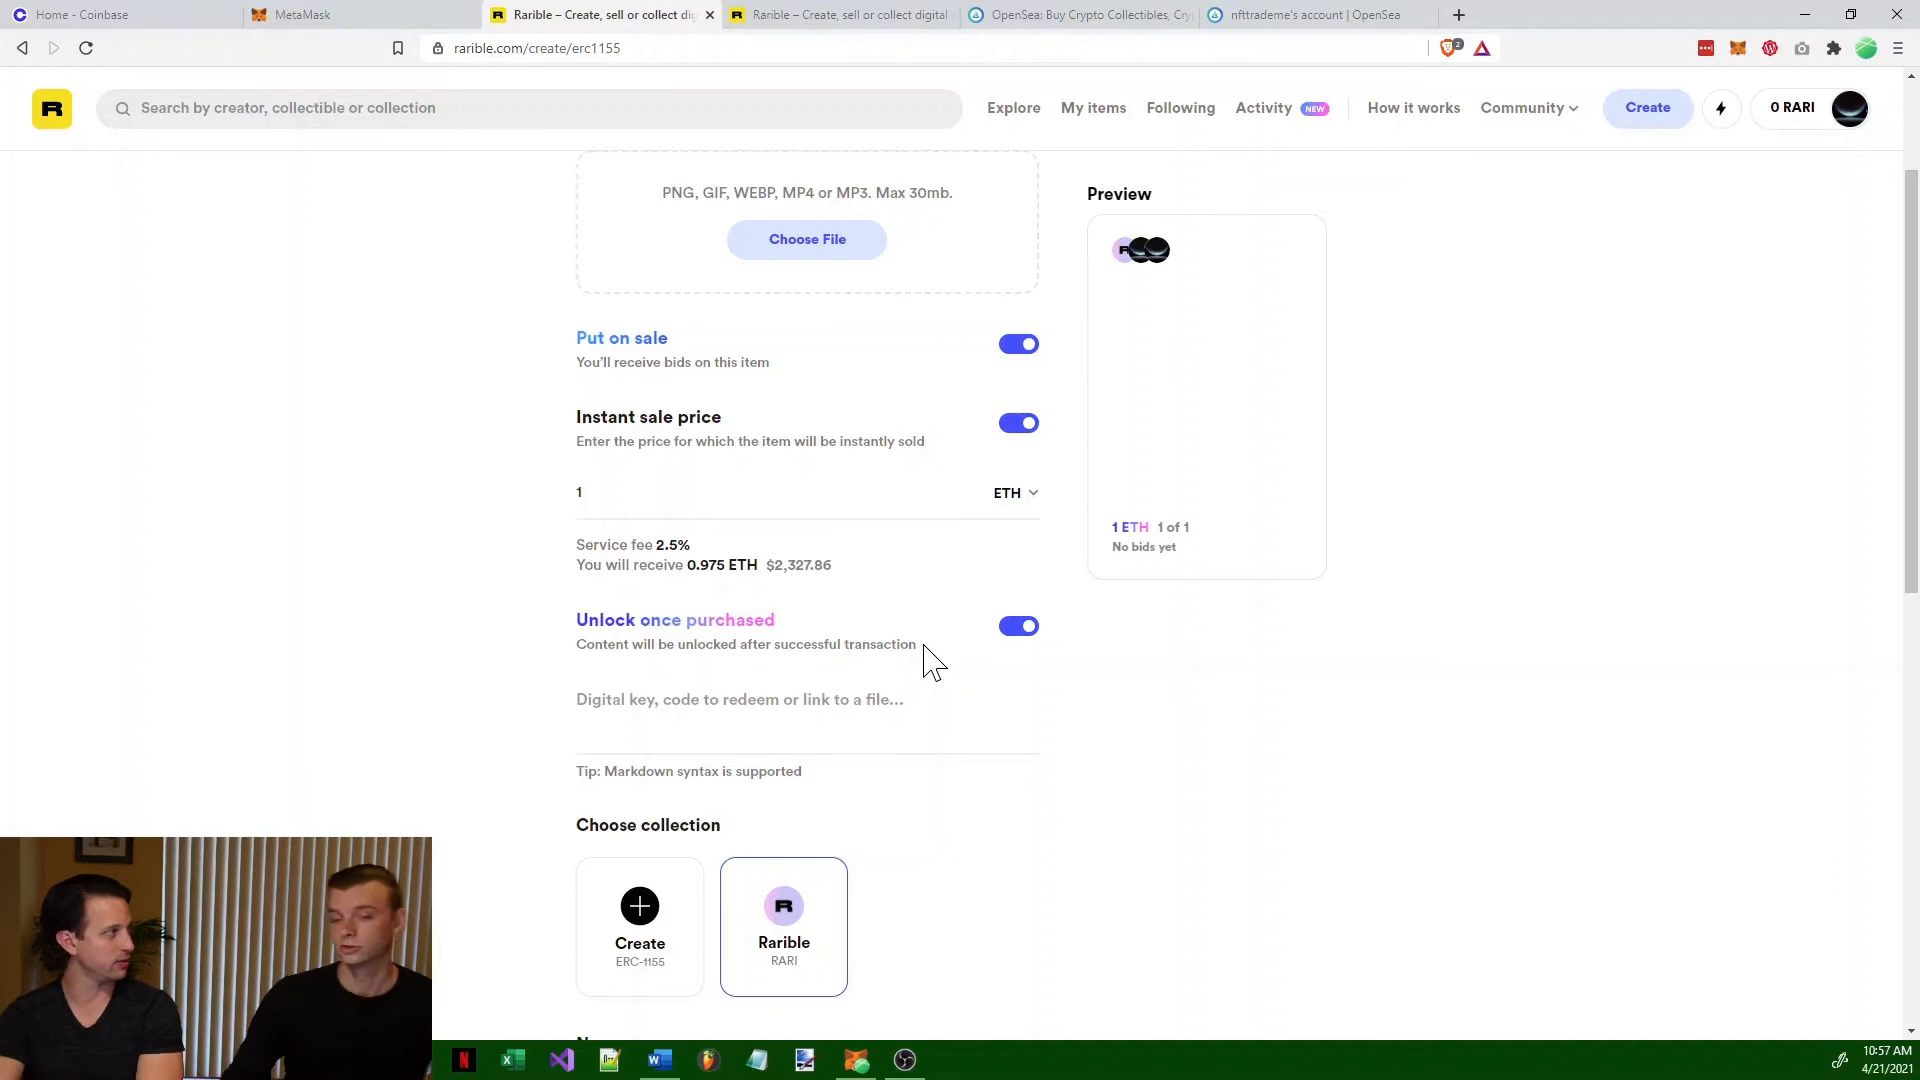 Home - Coinbase
MetaMask
Rarible – Create, sell or collect dig
Rarible – Create, sell or collect digital
OpenSea: Buy Crypto Collectibles, Cry
nfttrademe's account | OpenSea
rarible.com/create/erc1155
2
R
Search by creator, collectible or collection
Explore
My items
Following
Activity NEW
How it works
Community
Create
0 RARI
PNG, GIF, WEBP, MP4 or MP3. Max 30mb.
Choose File
Preview
Put on sale
You'll receive bids on this item
Instant sale price
Enter the price for which the item will be instantly sold
1
ETH
1 ETH 1 of 1
No bids yet
Service fee 2.5%
You will receive 0.975 ETH $2,327.86
Unlock once purchased
Content will be unlocked after successful transaction
Digital key, code to redeem or link to a file...
Tip: Markdown syntax is supported
Choose collection
Create
ERC-1155
R
Rarible
RARI
10:57 AM
4/21/2021